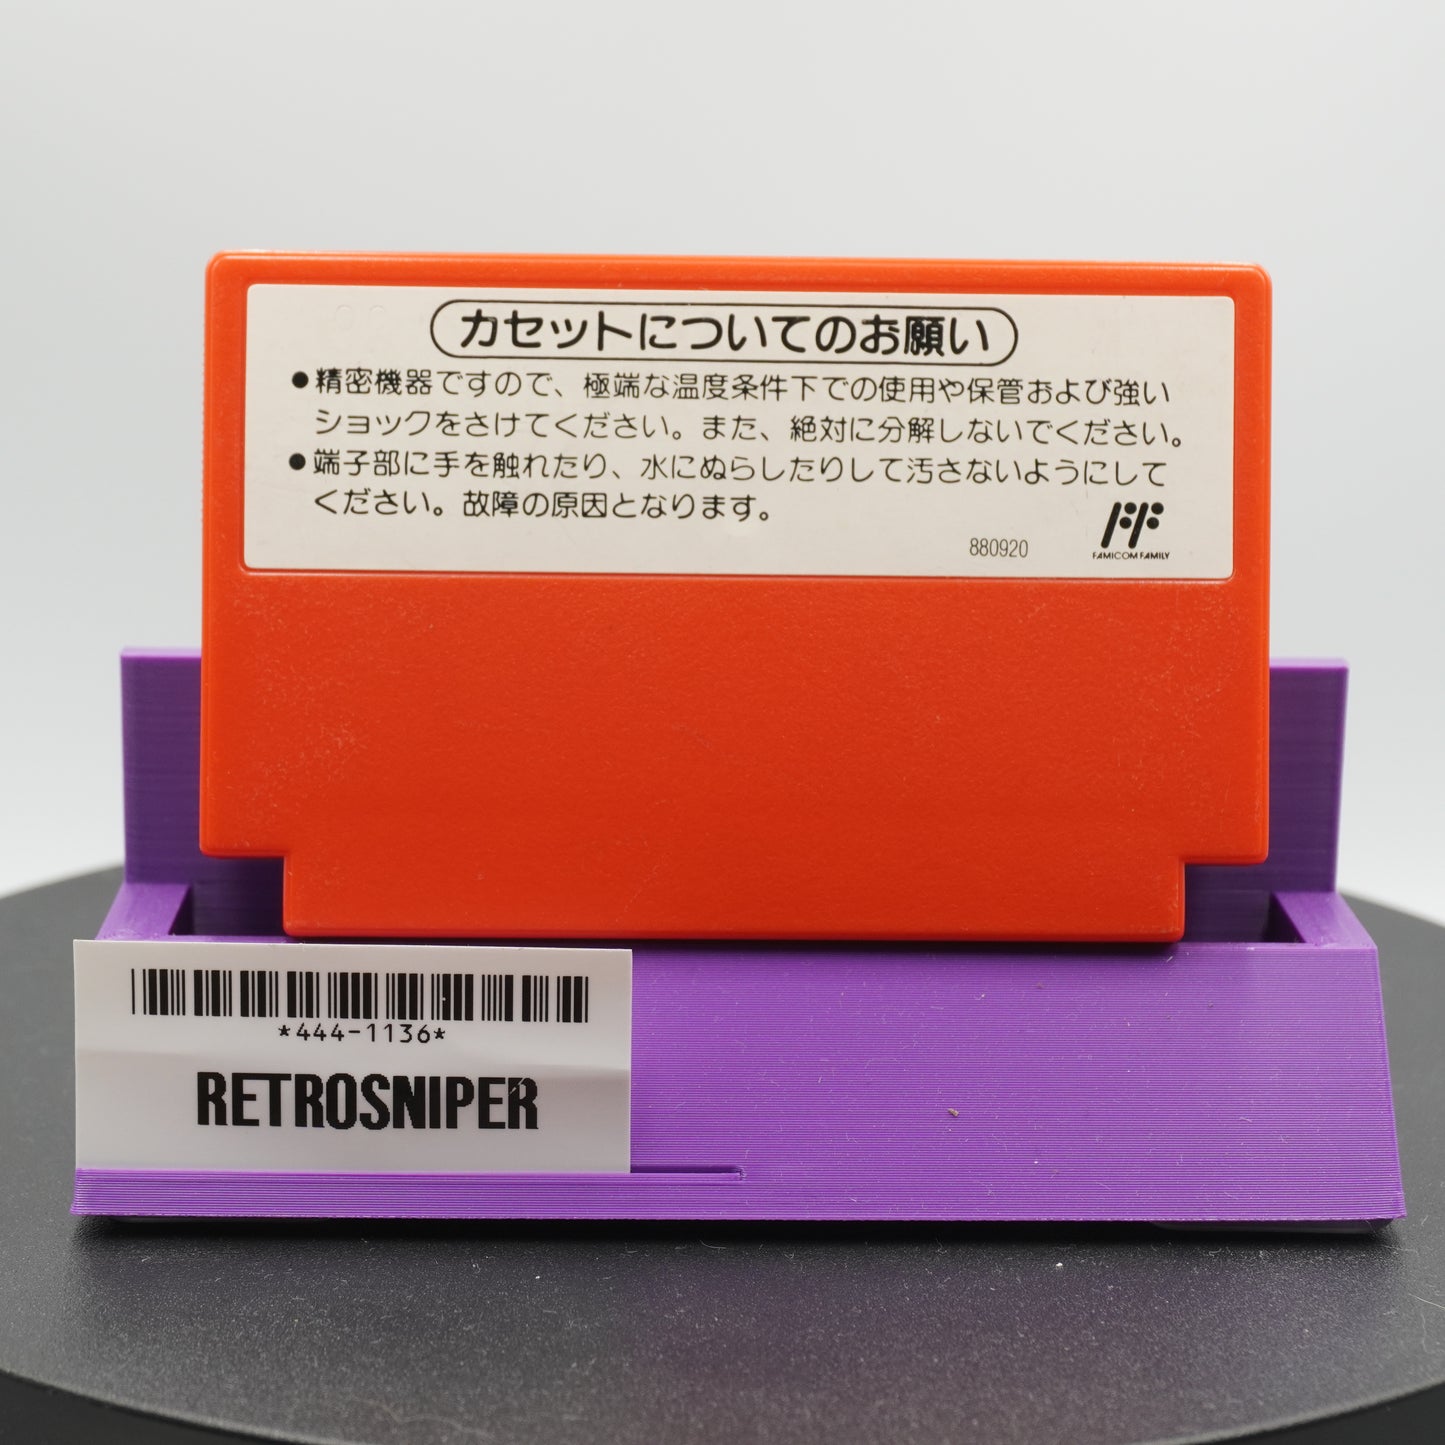 カセットについてのお願い
●精密機器ですので、極端な温度条件下での使用や保管および強い
ショックをさけてください。また、絶対に分解しないでください。
●端子部に手を触れたり、水にぬらしたりして汚さないようにして
ください。故障の原因となります。
880920
FF
FAMICOM FAMILY
*444-1136*
RETROSNIPER